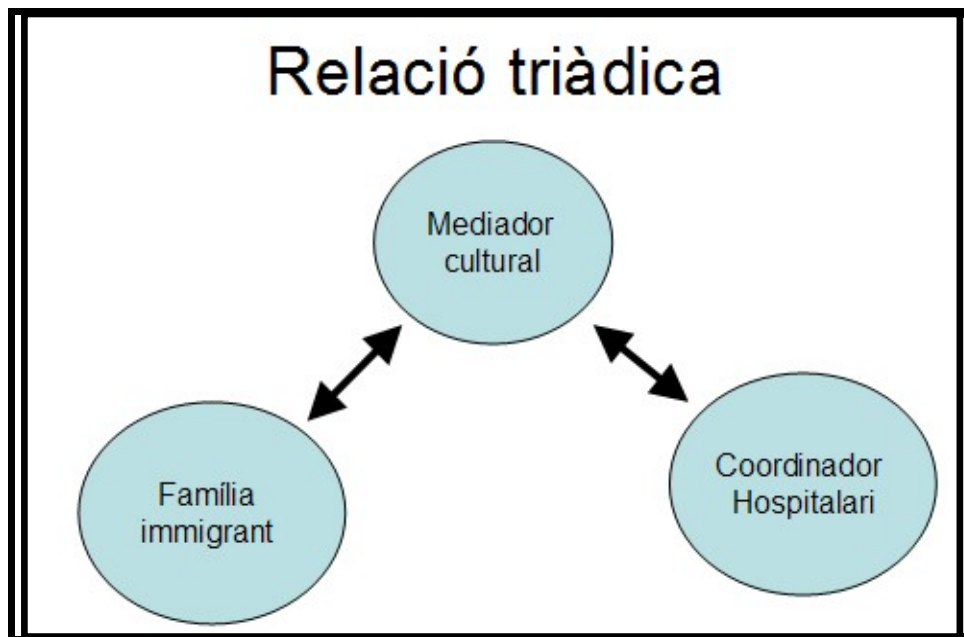 Relació triàdica
Mediador
cultural
Família
immigrant
Coordinador
Hospitalari